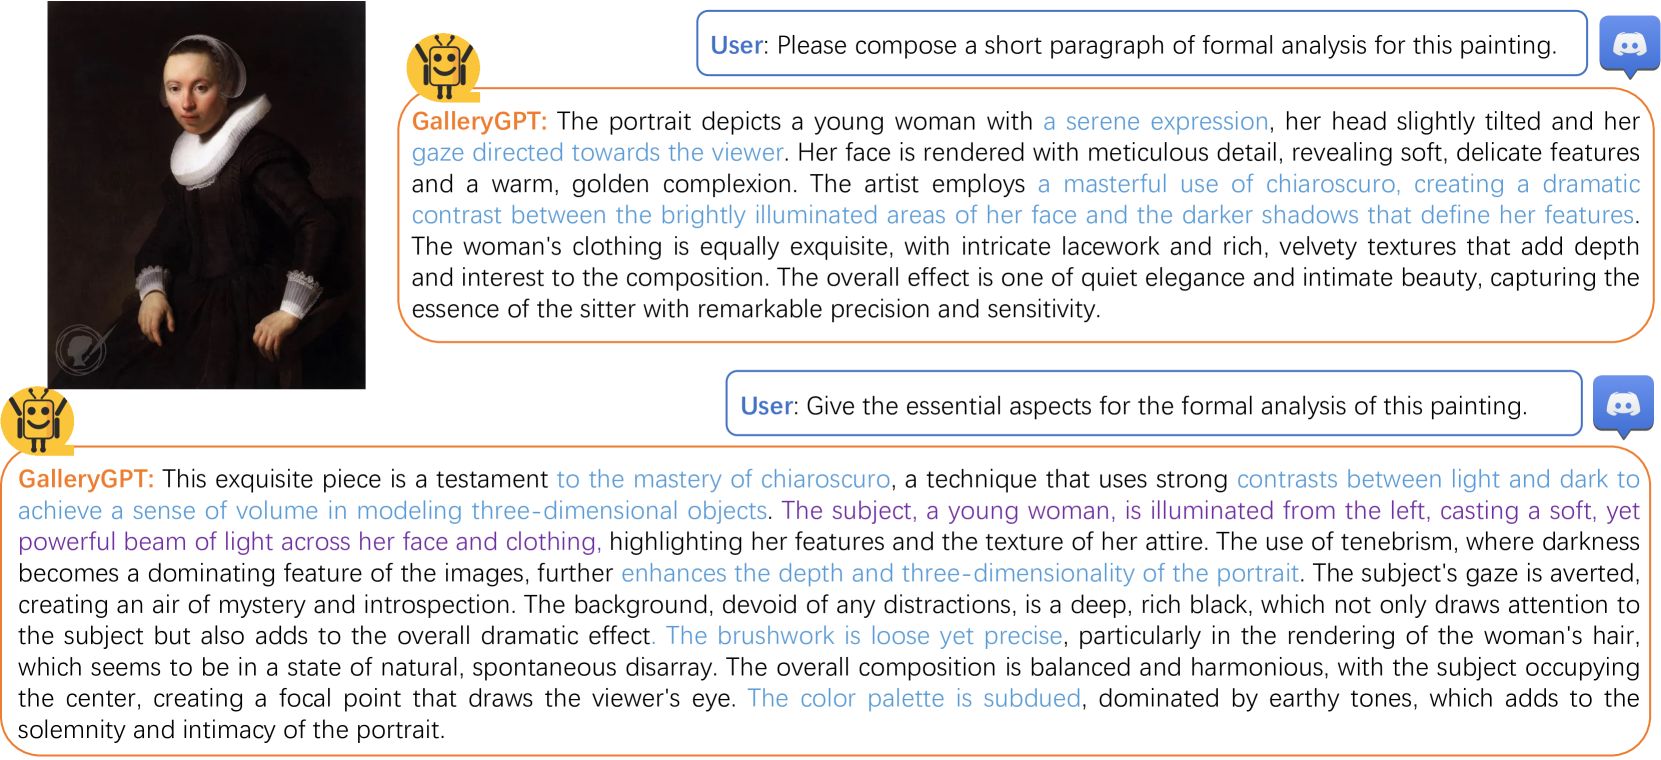 User: Please compose a short paragraph of formal analysis for this painting.
GalleryGPT: The portrait depicts a young woman with a serene expression, her head slightly tilted and her
gaze directed towards the viewer. Her face is rendered with meticulous detail, revealing soft, delicate features
and a warm, golden complexion. The artist employs a masterful use of chiaroscuro, creating a dramatic
contrast between the brightly illuminated areas of her face and the darker shadows that define her features.
The woman's clothing is equally exquisite, with intricate lacework and rich, velvety textures that add depth
and interest to the composition. The overall effect is one of quiet elegance and intimate beauty, capturing the
essence of the sitter with remarkable precision and sensitivity.
User: Give the essential aspects for the formal analysis of this painting.
GalleryGPT: This exquisite piece is a testament to the mastery of chiaroscuro, a technique that uses strong contrasts between light and dark to
achieve a sense of volume in modeling three-dimensional objects. The subject, a young woman, is illuminated from the left, casting a soft, yet
powerful beam of light across her face and clothing, highlighting her features and the texture of her attire. The use of tenebrism, where darkness
becomes a dominating feature of the images, further enhances the depth and three-dimensionality of the portrait. The subject's gaze is averted,
creating an air of mystery and introspection. The background, devoid of any distractions, is a deep, rich black, which not only draws attention to
the subject but also adds to the overall dramatic effect. The brushwork is loose yet precise, particularly in the rendering of the woman's hair,
which seems to be in a state of natural, spontaneous disarray. The overall composition is balanced and harmonious, with the subject occupying
the center, creating a focal point that draws the viewer's eye. The color palette is subdued, dominated by earthy tones, which adds to the
solemnity and intimacy of the portrait.